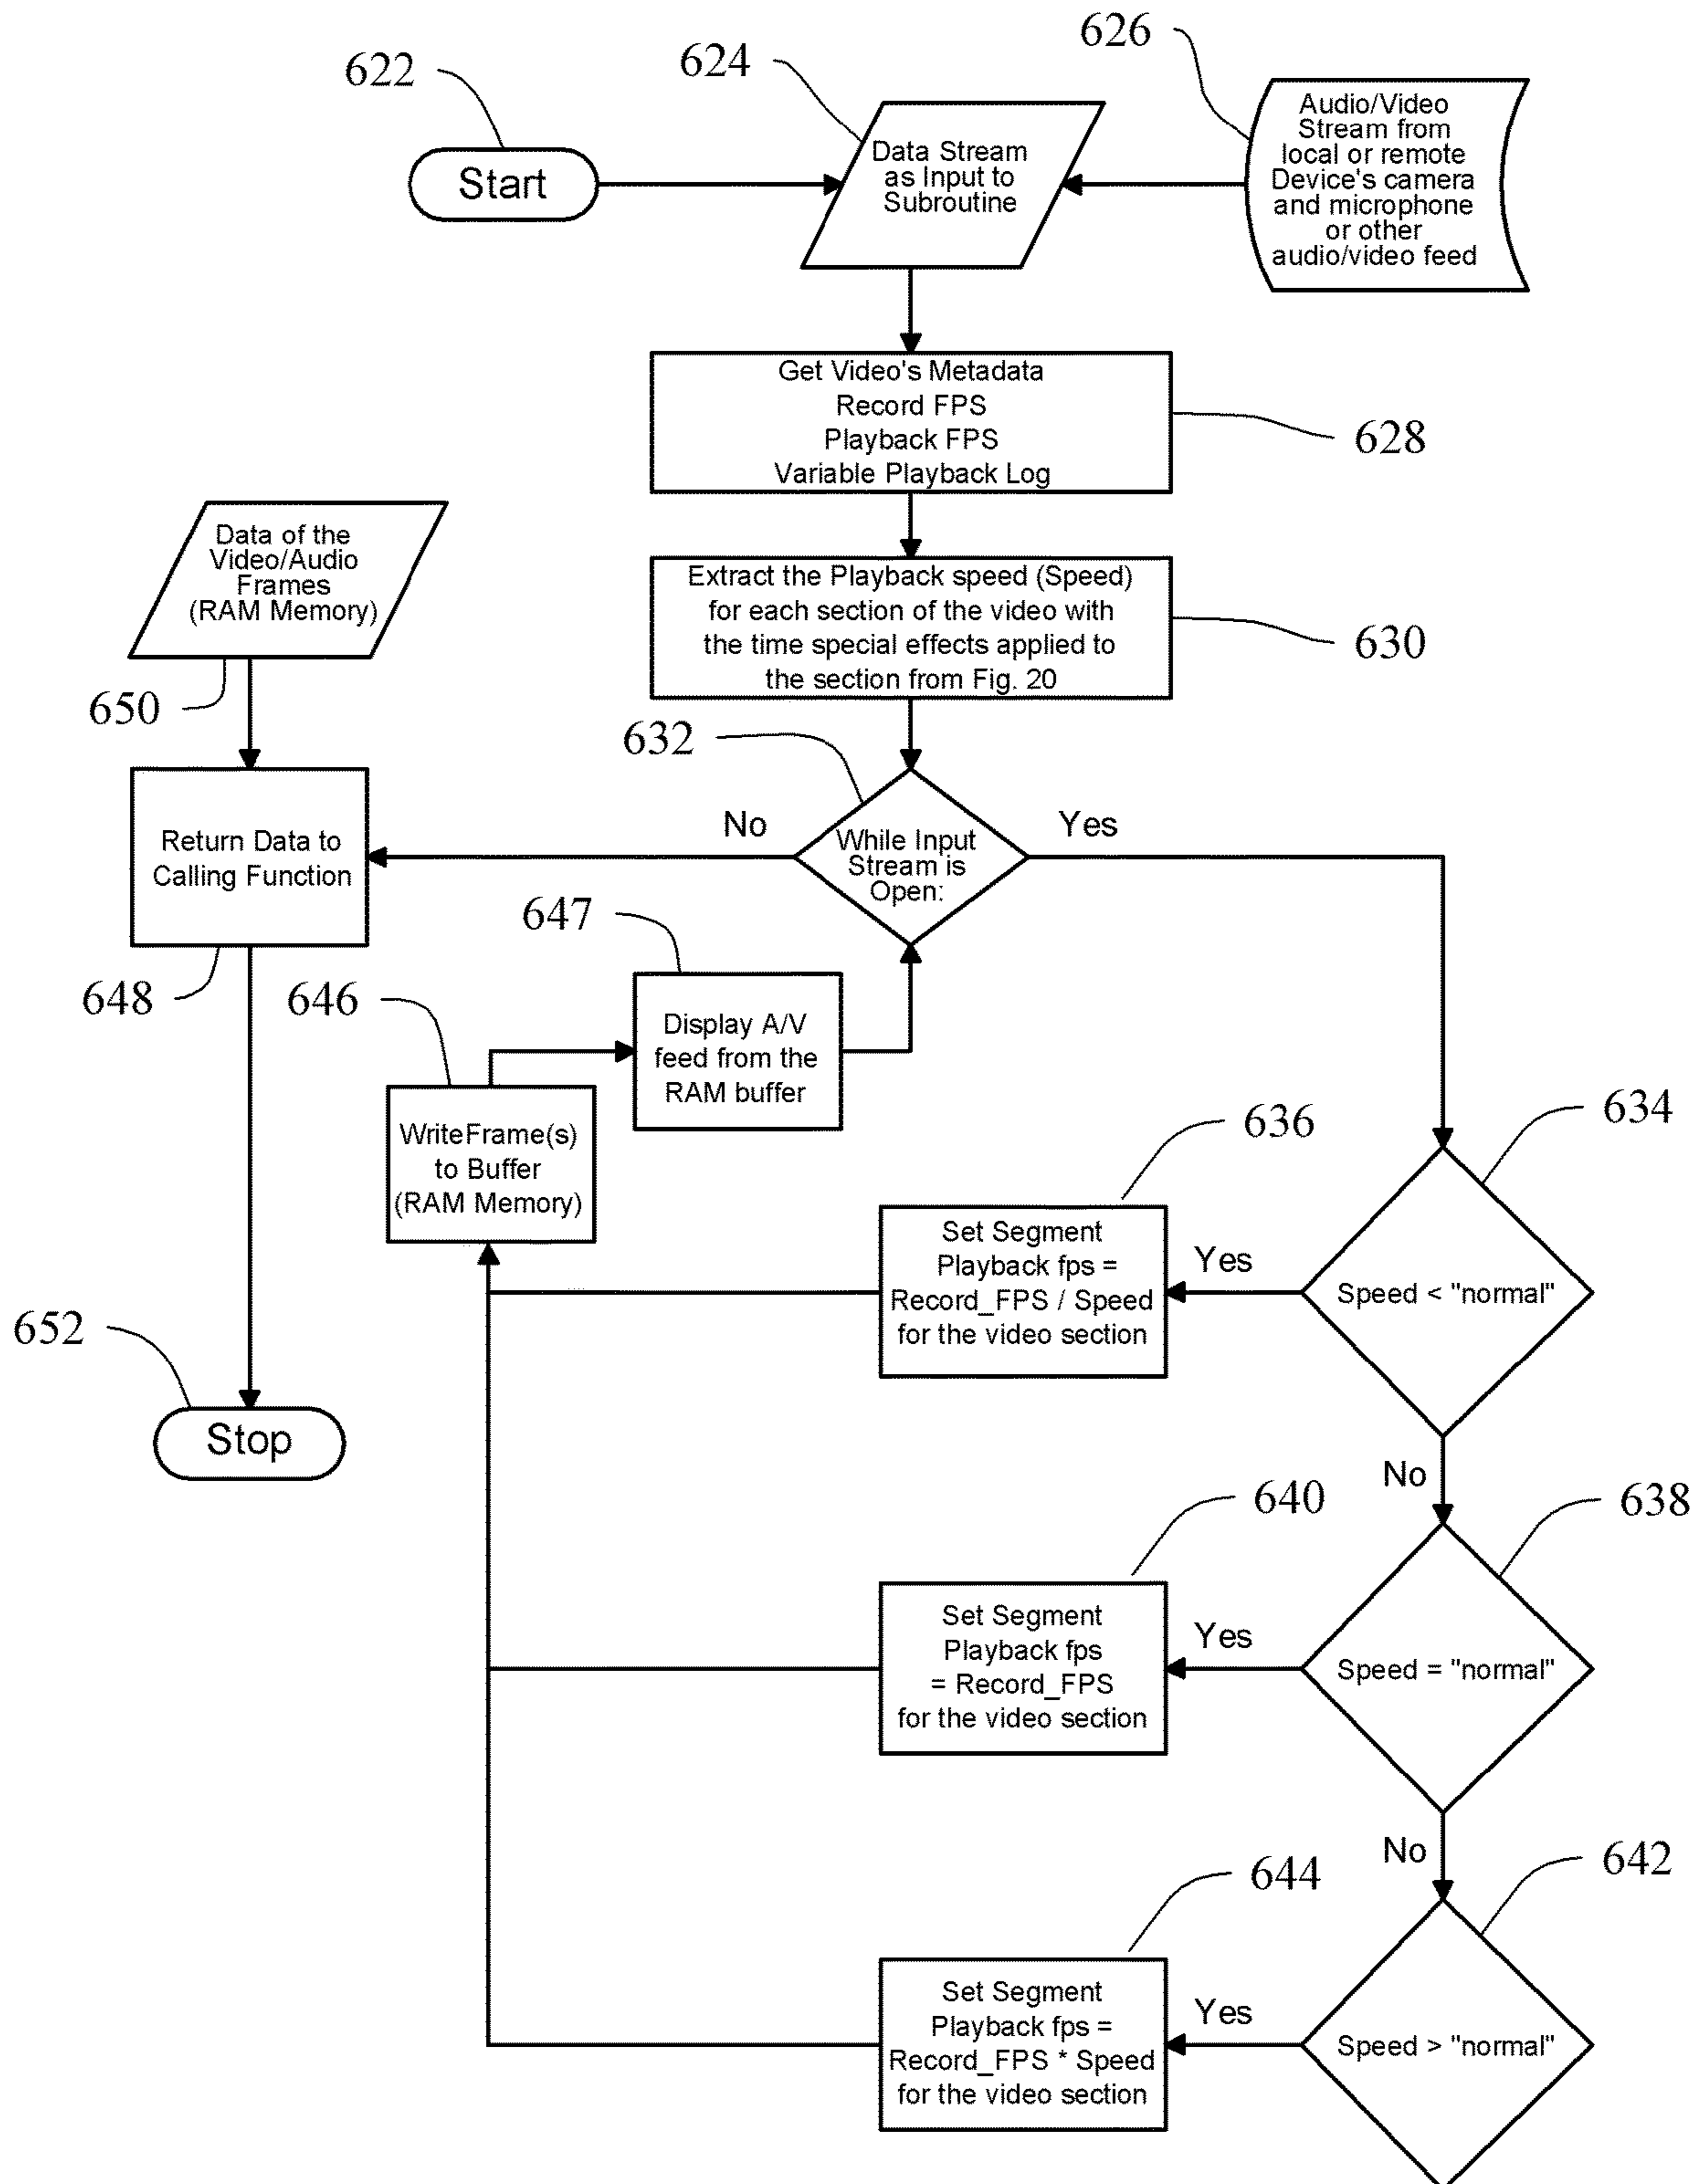 622
Start
624
Data Stream
as Input to
Subroutine
626
Audio/Video
Stream from
local or remote
Device's camera
and microphone
or other
audio/video feed
Get Video's Metadata
Record FPS
Playback FPS
Variable Playback Log
628
Data of the
Video/Audio
Frames
(RAM Memory)
650
Extract the Playback speed (Speed)
for each section of the video with
the time special effects applied to
the section from Fig. 20
630
632
While Input
Stream is
Open:
No
Yes
Return Data to
Calling Function
648
647
Display A/V
feed from the
RAM buffer
646
WriteFrame(s)
to Buffer
(RAM Memory)
634
Speed < "normal"
Yes
No
636
Set Segment
Playback fps =
Record_FPS / Speed
for the video section
652
Stop
638
Speed = "normal"
Yes
No
640
Set Segment
Playback fps
= Record_FPS
for the video section
642
Speed > "normal"
Yes
644
Set Segment
Playback fps =
Record_FPS * Speed
for the video section